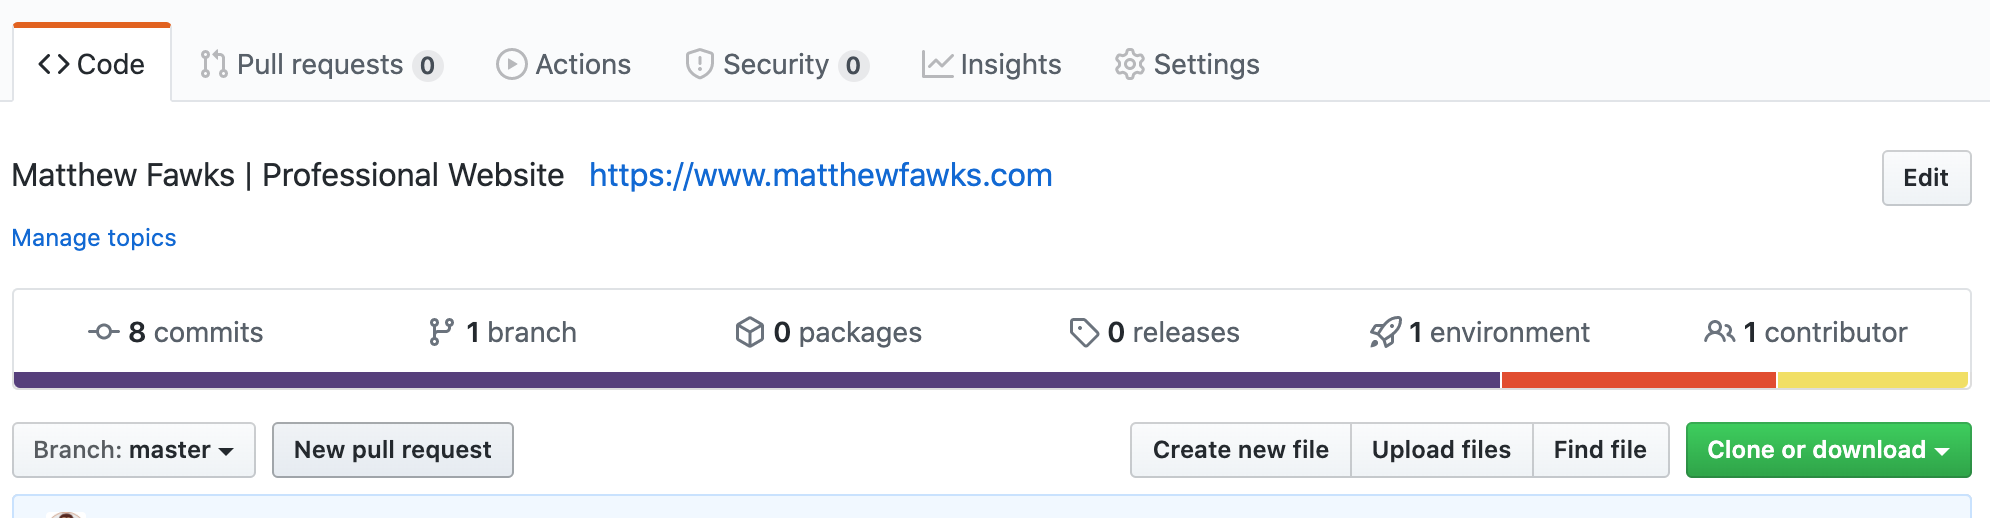 Code Pull requests 0 Actions Security 0 Insights Settings
Matthew Fawks | Professional Website https://www.matthewfawks.com
Edit
Manage topics
8 commits 1 branch 0 packages 0 releases 1 environment 1 contributor
Branch: master New pull request Create new file Upload files Find file Clone or download